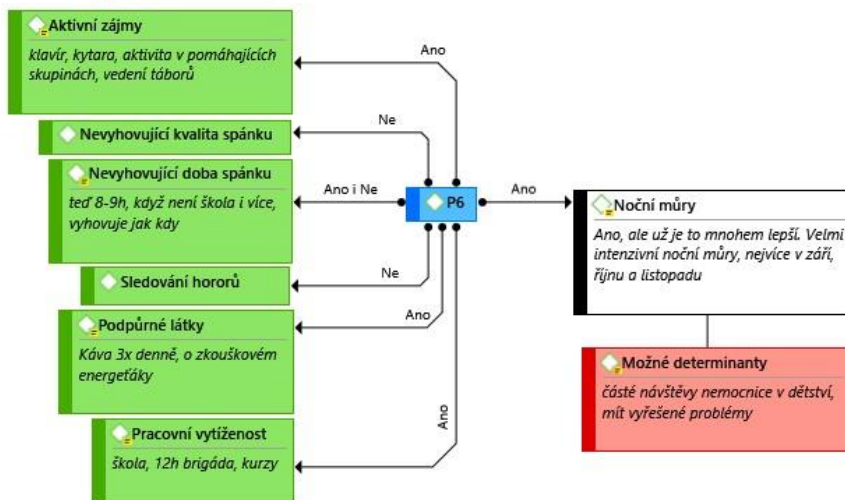 Aktivní zájmy
klavír, kytara, aktivita v pomáhajících
skupinách, vedení táborů
Ano
Nevyhovující kvalita spánku
Ne
Nevyhovující doba spánku
teď 8-9h, když není škola i více,
vyhovuje jak kdy
Ano i Ne
P6
Ano
Noční můry
Ano, ale už je to mnohem lepší. Velmi
intenzivní noční můry, nejvíce v září,
říjnu a listopadu
Sledování hororů
Ne
Podpůrné látky
Káva 3x denně, o zkouškovém
energeťáky
Ano
Možné determinanty
části návštěvy nemocnice v dětství,
mít vyřešené problémy
Pracovní vytíženost
škola, 12h brigáda, kurzy
Ano